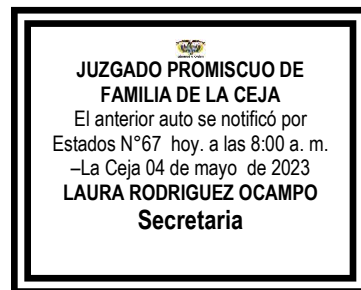 JUZGADO PROMISCUO DE
FAMILIA DE LA CEJA
El anterior auto se notificó por
Estados N°67 hoy. a las 8:00 a. m.
–La Ceja 04 de mayo de 2023
LAURA RODRIGUEZ OCAMPO
Secretaria